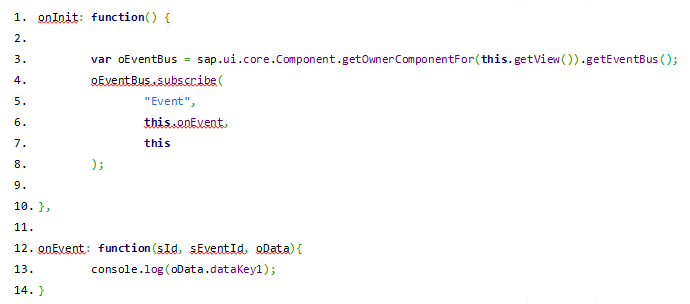 1. onInit: function() {
2.
3. var oEventBus = sap.ui.core.Component.getOwnerComponentFor(this.getView()).getEventBus();
4. oEventBus.subscribe(
5. "Event",
6. this.onEvent,
7. this
8. );
9.
10. },
11.
12. onEvent: function(sId, sEventId, oData){
13. console.log(oData.dataKey1);
14. }